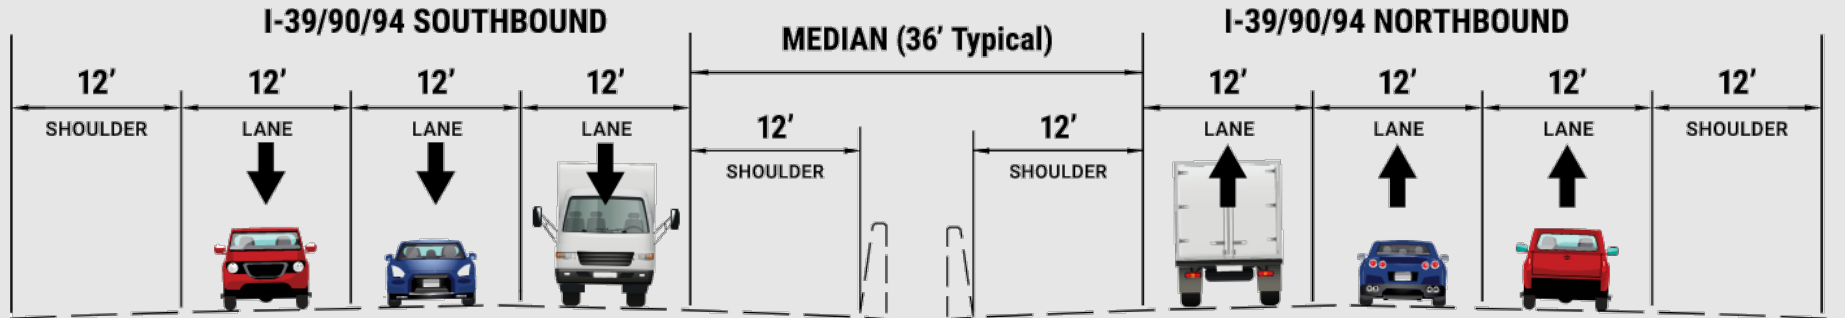 I-39/90/94 SOUTHBOUND
MEDIAN (36’ Typical)
I-39/90/94 NORTHBOUND
12’ 12’ 12’ 12’ 12’ 12’ 12’ 12’
SHOULDER LANE LANE LANE LANE LANE LANE SHOULDER
12’ 12’
SHOULDER SHOULDER